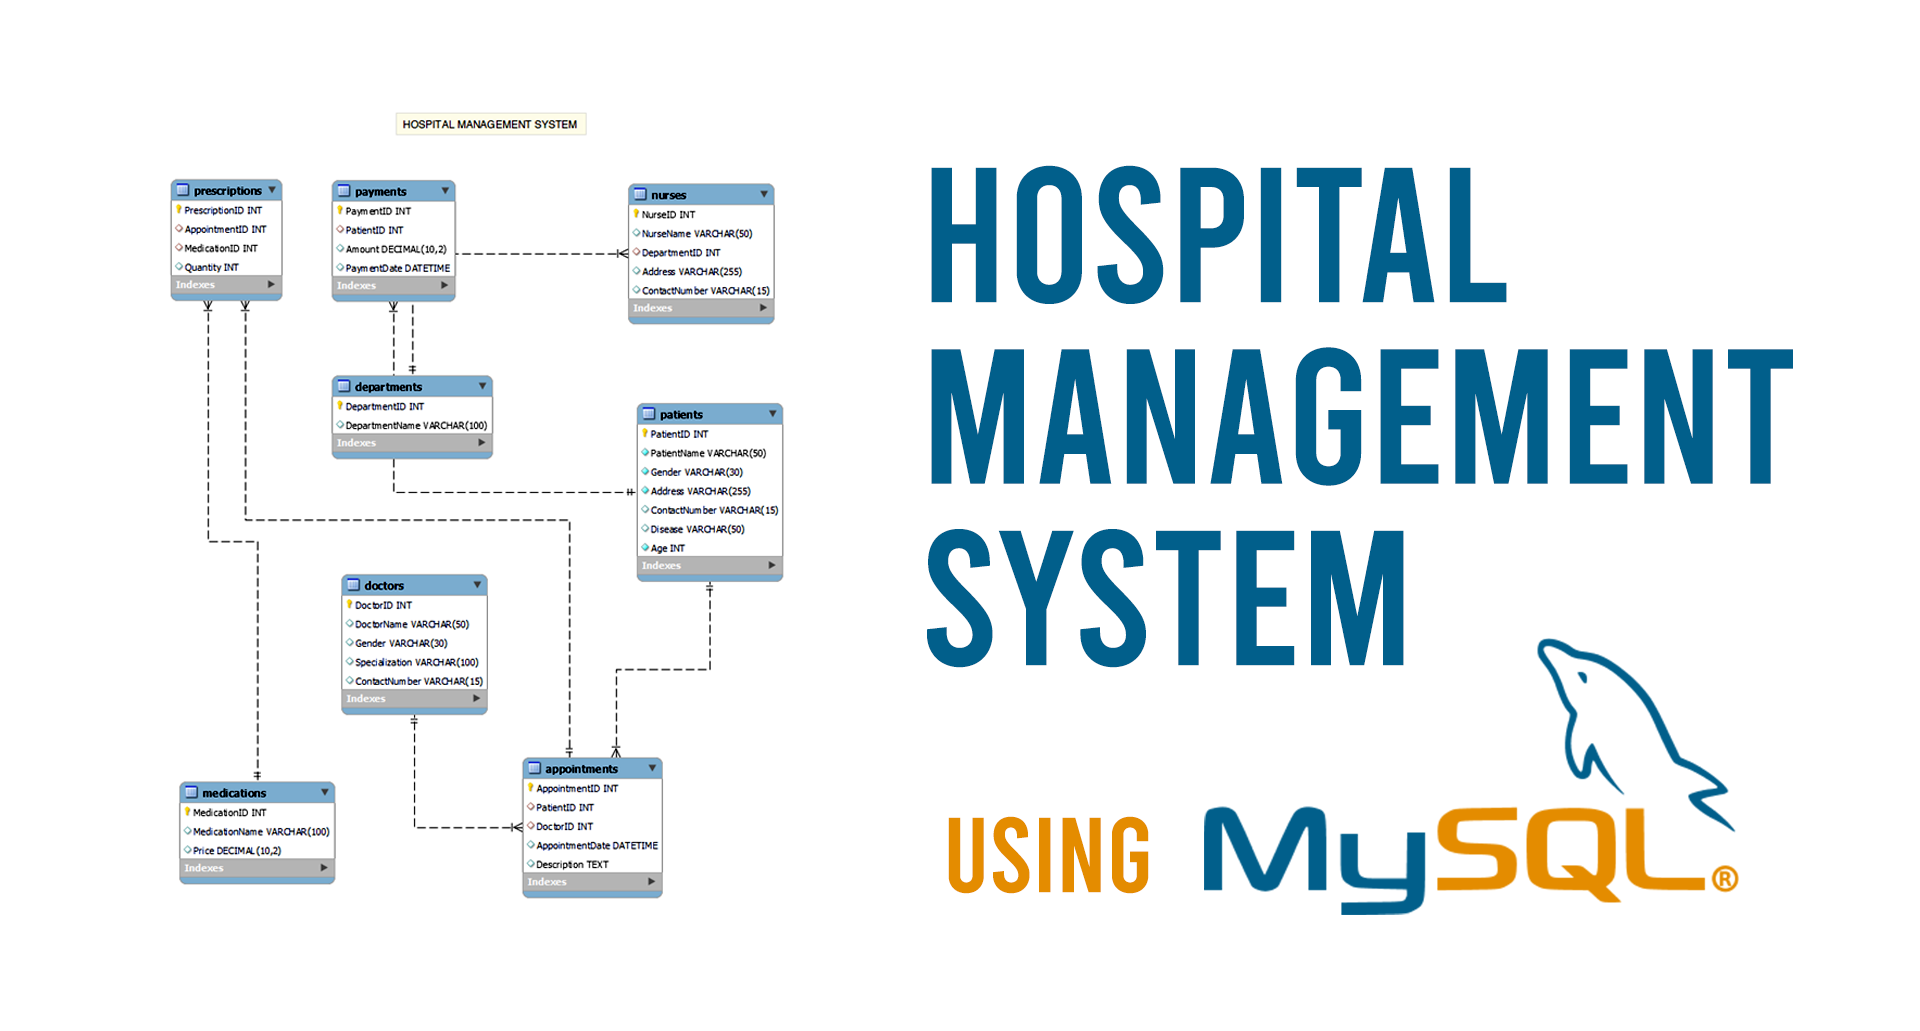 HOSPITAL MANAGEMENT SYSTEM
prescriptions
PrescriptionID INT
AppointmentID INT
MedicationID INT
Quantity INT
Indexes
payments
PaymentID INT
PatientID INT
Amount DECIMAL(10,2)
PaymentDate DATETIME
Indexes
nurses
NurseID INT
NurseName VARCHAR(50)
DepartmentID INT
Address VARCHAR(255)
ContactNumber VARCHAR(15)
Indexes
departments
DepartmentID INT
DepartmentName VARCHAR(100)
Indexes
patients
PatientID INT
PatientName VARCHAR(50)
Gender VARCHAR(30)
Address VARCHAR(255)
ContactNumber VARCHAR(15)
Disease VARCHAR(50)
Age INT
Indexes
doctors
DoctorID INT
DoctorName VARCHAR(50)
Gender VARCHAR(30)
Specialization VARCHAR(100)
ContactNumber VARCHAR(15)
Indexes
medications
MedicationID INT
MedicationName VARCHAR(100)
Price DECIMAL(10,2)
Indexes
appointments
AppointmentID INT
PatientID INT
DoctorID INT
AppointmentDate DATETIME
Description TEXT
Indexes
HOSPITAL
MANAGEMENT
SYSTEM
USING MySQL®